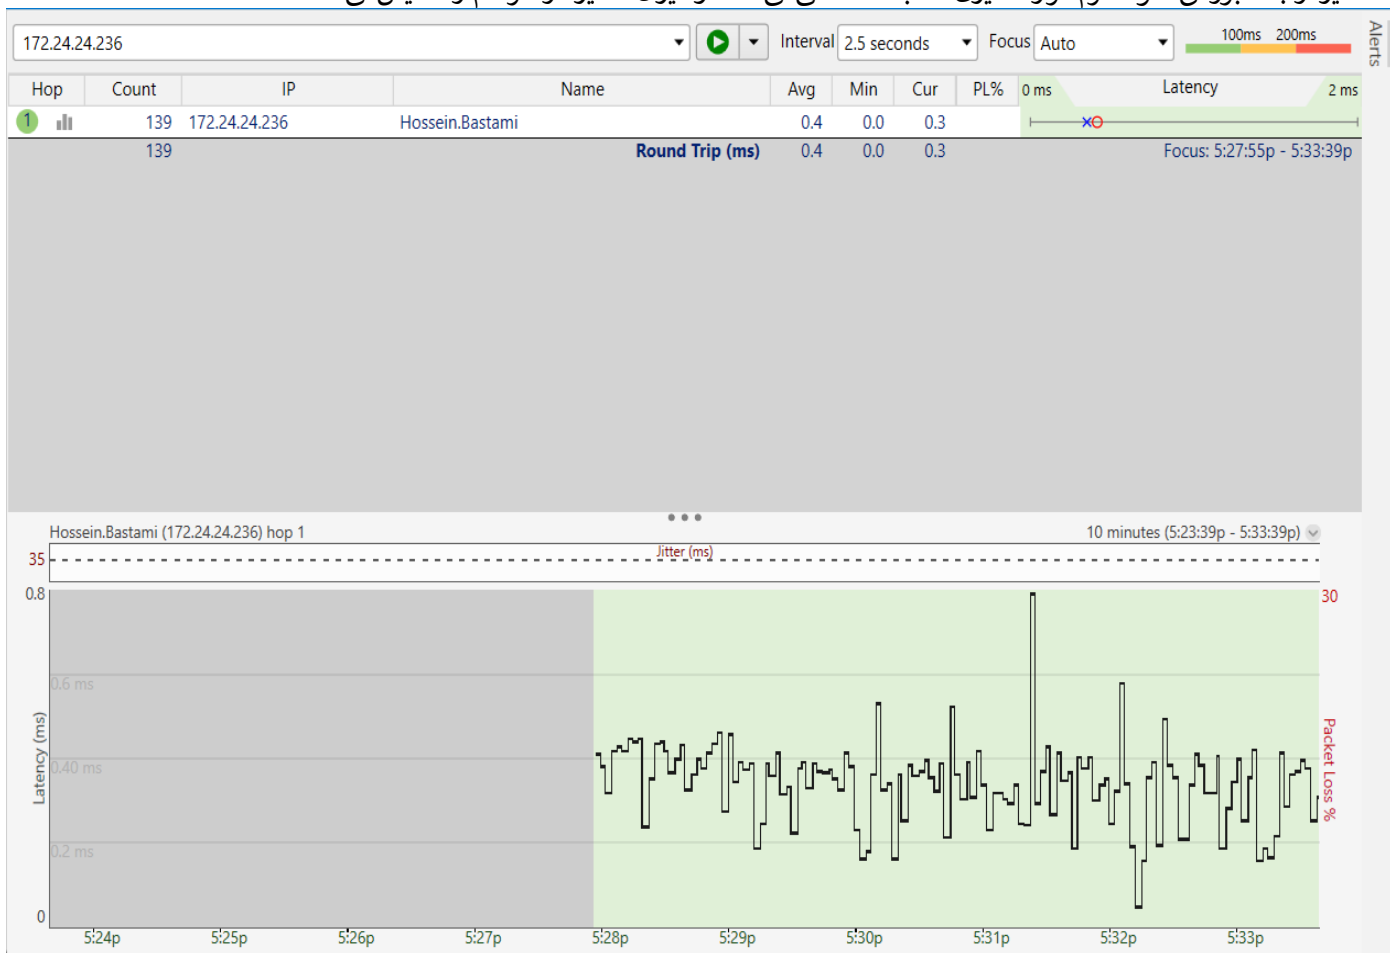 172.24.24.236 Interval 2.5 seconds Focus Auto 100ms 200ms
Alerts
Hop Count IP Name Avg Min Cur PL% 0 ms Latency 2 ms
1 139 172.24.24.236 Hossein.Bastami 0.4 0.0 0.3
139 Round Trip (ms) 0.4 0.0 0.3 Focus: 5:27:55p - 5:33:39p
Hossein.Bastami (172.24.24.236) hop 1 10 minutes (5:23:39p - 5:33:39p)
35 Jitter (ms)
0.8 30
0.6 ms
Latency (ms)
0.40 ms
Packet Loss %
0.2 ms
0
5:24p 5:25p 5:26p 5:27p 5:28p 5:29p 5:30p 5:31p 5:32p 5:33p